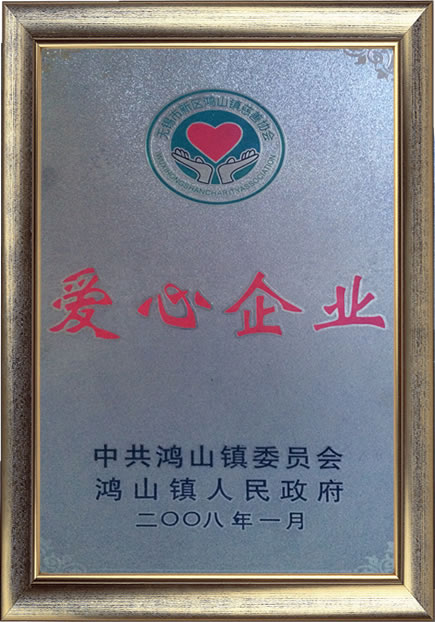 无锡市新区鸿山镇慈善协会
WUXIHONGSHANCHARITYASSOCIATION
爱心企业
中共鸿山镇委员会
鸿山镇人民政府
二〇〇八年一月